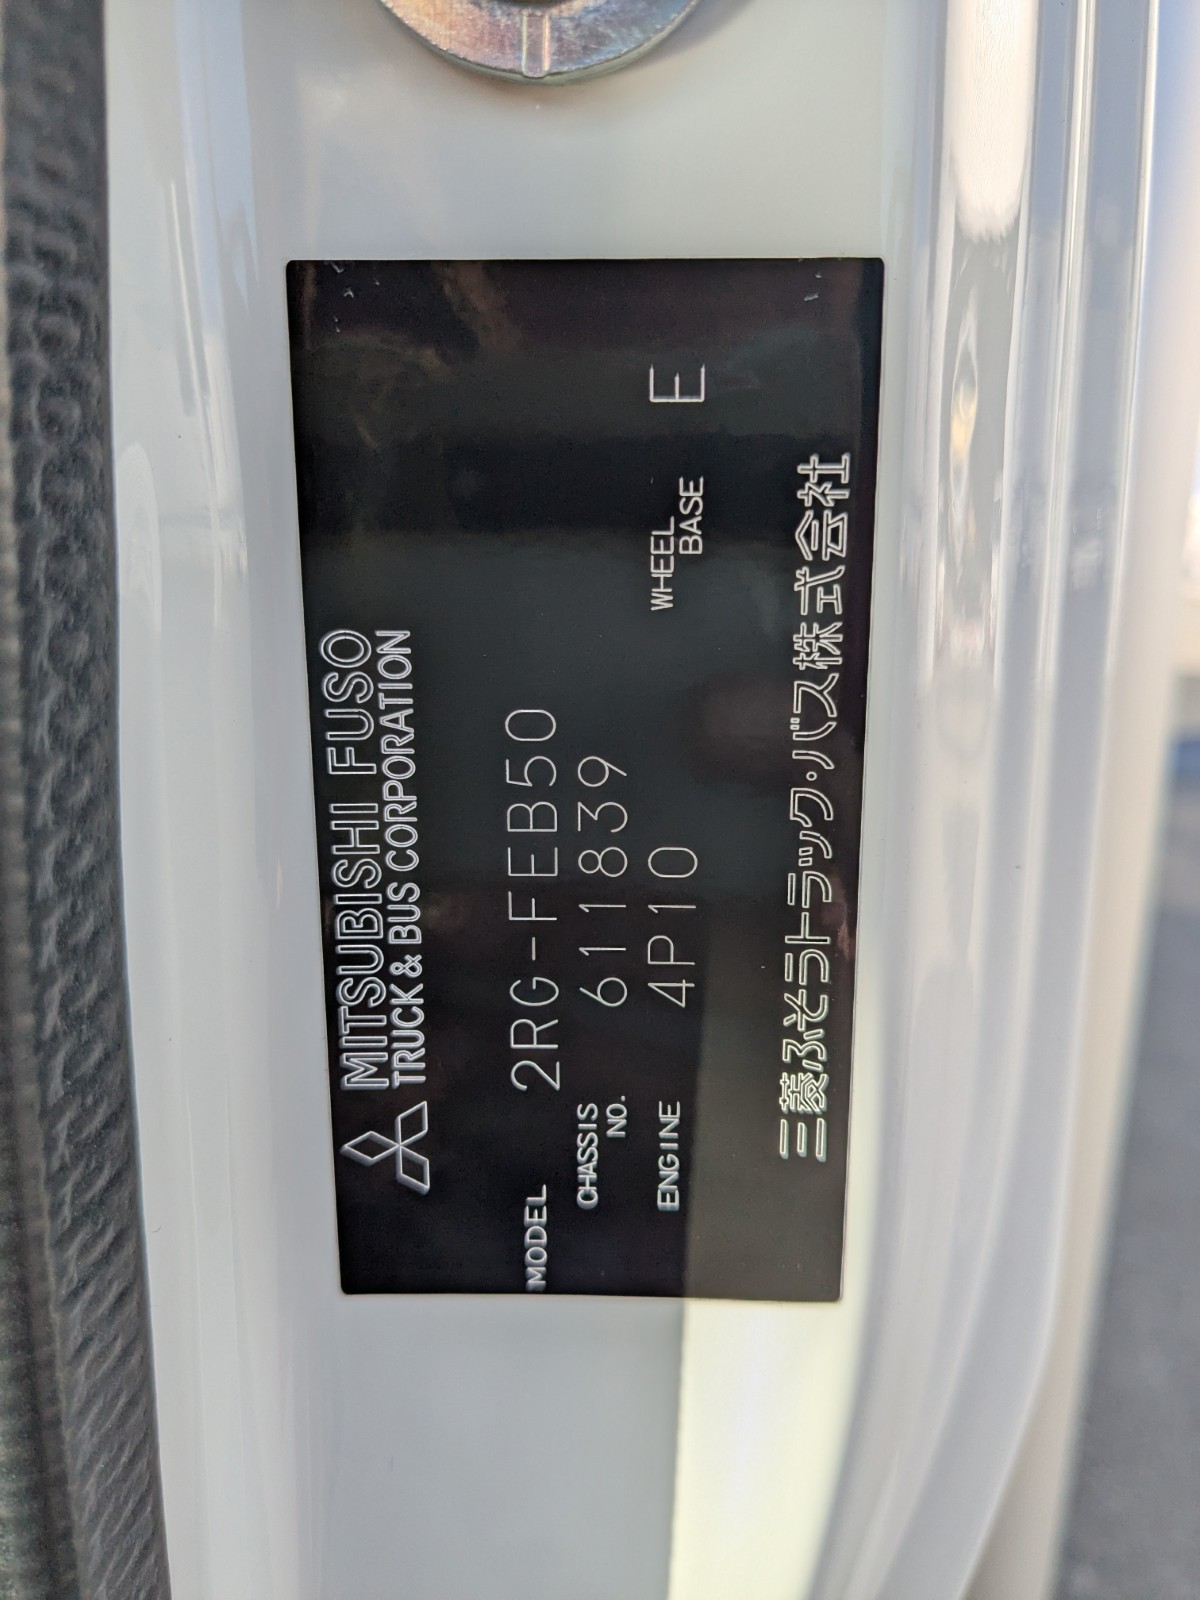 MITSUBISHI FUSO
TRUCK & BUS CORPORATION
MODEL 2RG-FEB50
CHASSIS NO. 611839
ENGINE 4P10 WHEEL BASE E
三菱ふそうトラック・バス株式会社